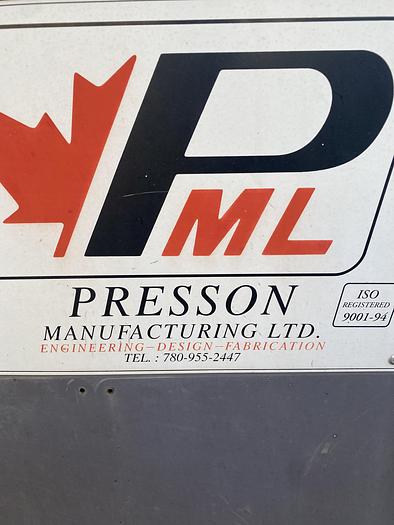 PML
PRESSON
MANUFACTURING LTD.
ENGINEERING–DESIGN–FABRICATION
TEL. : 780-955-2447
ISO
REGISTERED
9001-94